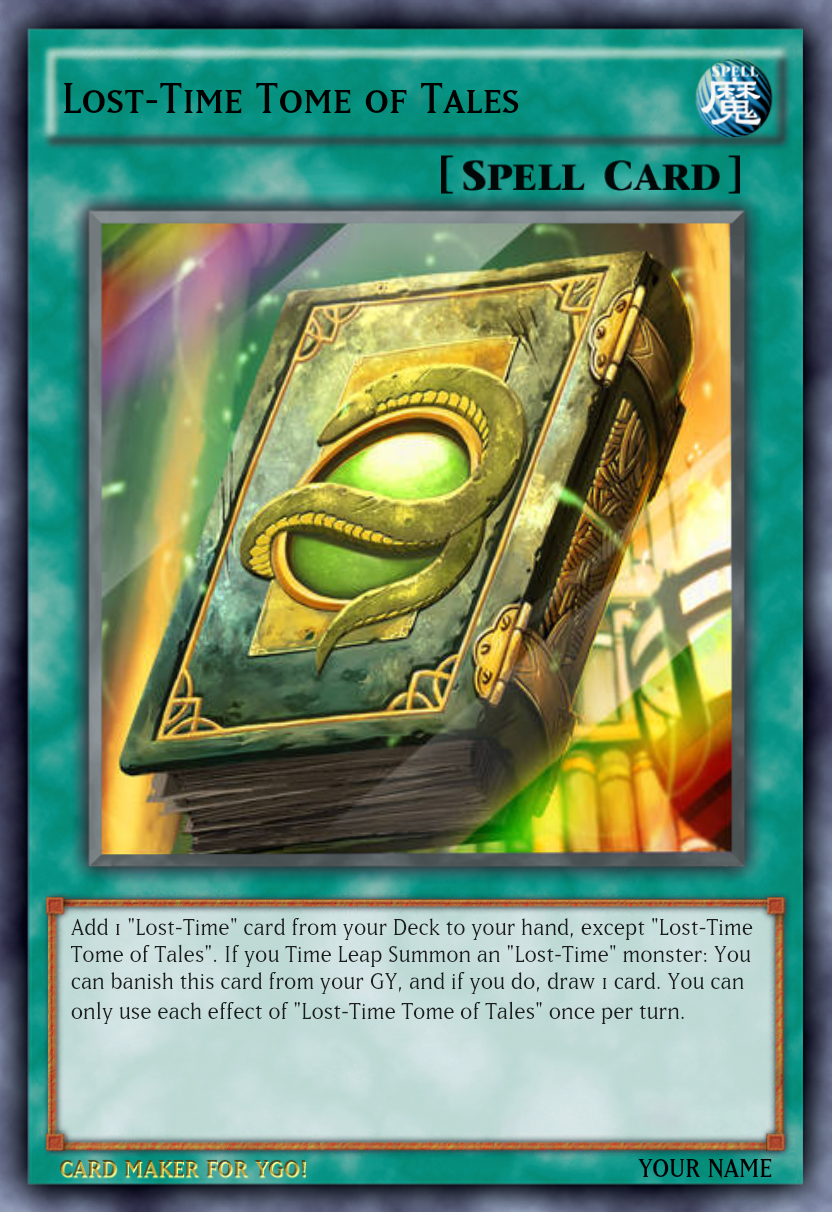 Lost-Time Tome of Tales
SPELL
魔
[Spell Card]
Add 1 "Lost-Time" card from your Deck to your hand, except "Lost-Time
Tome of Tales". If you Time Leap Summon an "Lost-Time" monster: You
can banish this card from your GY, and if you do, draw 1 card. You can
only use each effect of "Lost-Time Tome of Tales" once per turn.
CARD MAKER FOR YGO!
YOUR NAME